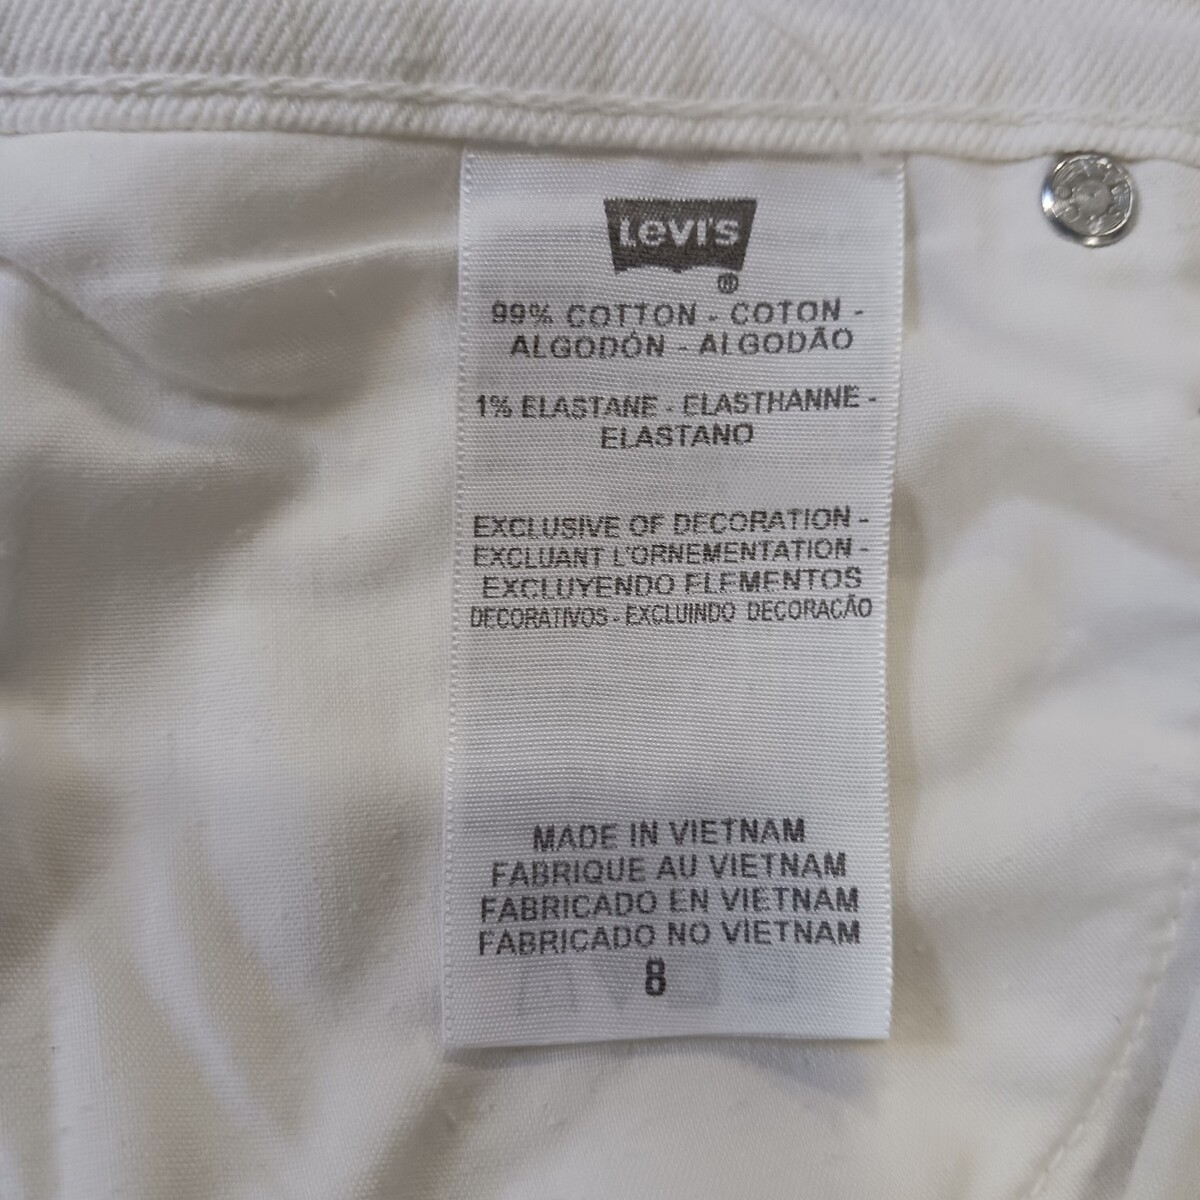 Levi's
®
99% COTTON - COTON -
ALGODÓN - ALGODÃO
1% ELASTANE - ELASTHANNE -
ELASTANO
EXCLUSIVE OF DECORATION -
EXCLUANT L'ORNEMENTATION -
EXCLUYENDO ELEMENTOS
DECORATIVOS - EXCLUINDO DECORACÃO
MADE IN VIETNAM
FABRIQUE AU VIETNAM
FABRICADO EN VIETNAM
FABRICADO NO VIETNAM
8